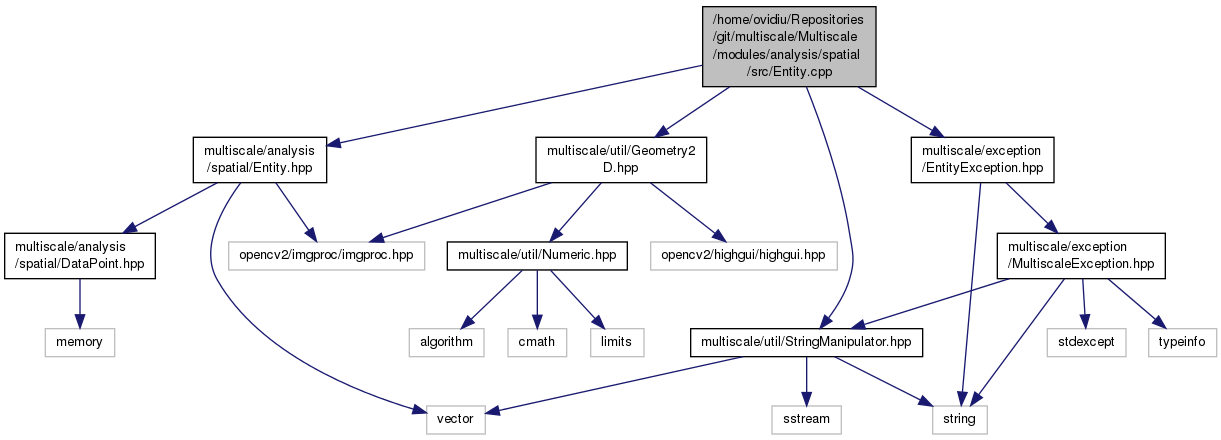 /home/ovidiu/Repositories
/git/multiscale/Multiscale
/modules/analysis/spatial
/src/Entity.cpp
multiscale/analysis
/spatial/Entity.hpp
multiscale/util/Geometry2
D.hpp
multiscale/exception
/EntityException.hpp
multiscale/analysis
/spatial/DataPoint.hpp
opencv2/imgproc/imgproc.hpp
multiscale/util/Numeric.hpp
opencv2/highgui/highgui.hpp
multiscale/exception
/MultiscaleException.hpp
memory
algorithm
cmath
limits
multiscale/util/StringManipulator.hpp
stdexcept
typeinfo
vector
sstream
string